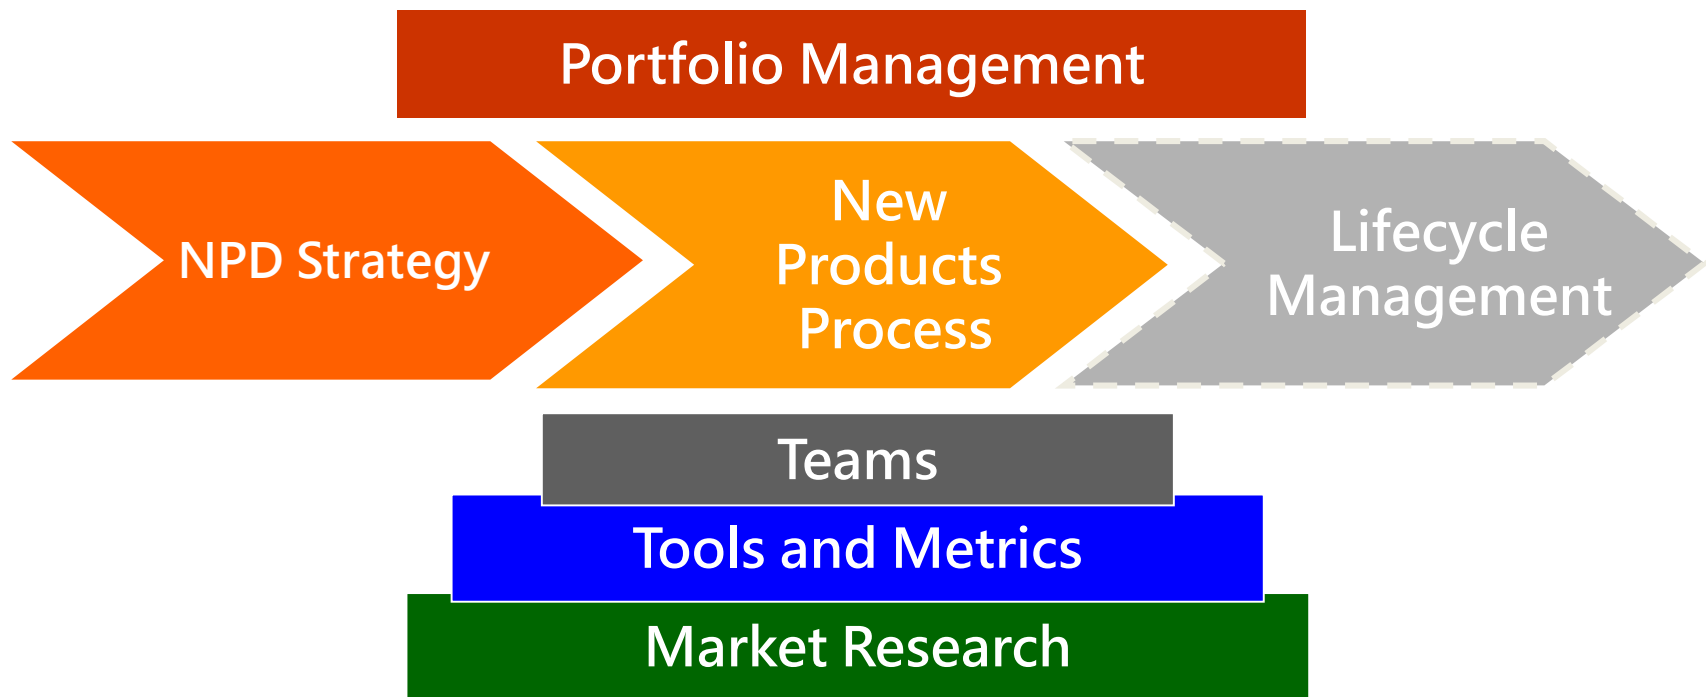 Portfolio Management
NPD Strategy
New
Products
Process
Lifecycle
Management
Teams
Tools and Metrics
Market Research